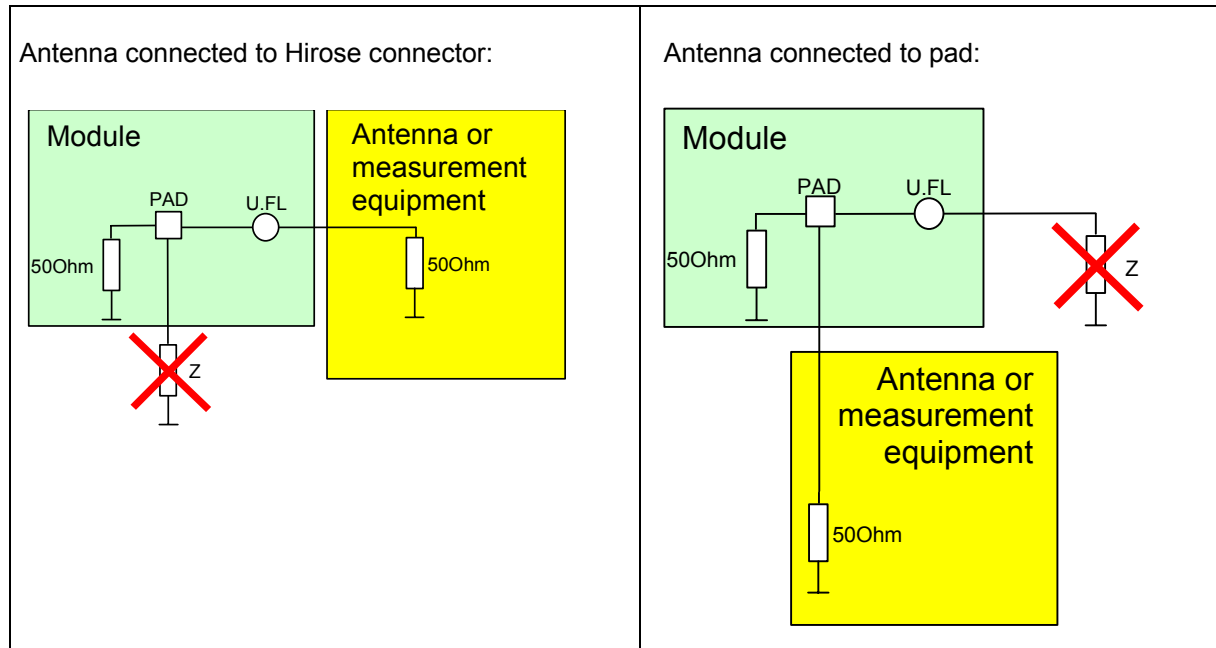 Antenna connected to Hirose connector:
Module
Antenna or
measurement
equipment
PAD
U.FL
50Ohm
50Ohm
Z
Antenna connected to pad:
Module
PAD
U.FL
50Ohm
Z
Antenna or
measurement
equipment
50Ohm